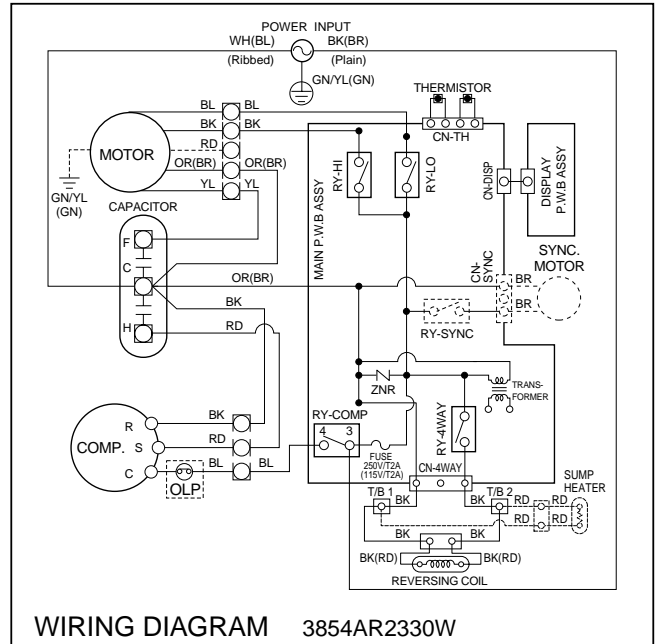 POWER INPUT
WH(BL) BK(BR)
(Ribbed) (Plain)
GN/YL(GN)
THERMISTOR
CN-TH
BL BL
BK BK
RD
OR(BR) OR(BR)
YL YL
MOTOR
GN/YL
(GN)
CAPACITOR
F
C
H
MAIN P.W.B ASSY
RY-HI
RY-LO
CN-DISP
DISPLAY
P.W.B ASSY
SYNC.
MOTOR
CN-
SYNC
BR
BR
OR(BR)
BK
RD
RY-SYNC
ZNR
TRANS-
FORMER
RY-4WAY
RY-COMP
4 3
FUSE
250V/T2A
(115V/T2A)
CN-4WAY
COMP.
R
S
C
BK
RD
BL BL
OLP
T/B 1 BK
BK T/B 2
RD RD
RD RD
SUMP
HEATER
BK BK
BK(RD) BK(RD)
REVERSING COIL
WIRING DIAGRAM 3854AR2330W